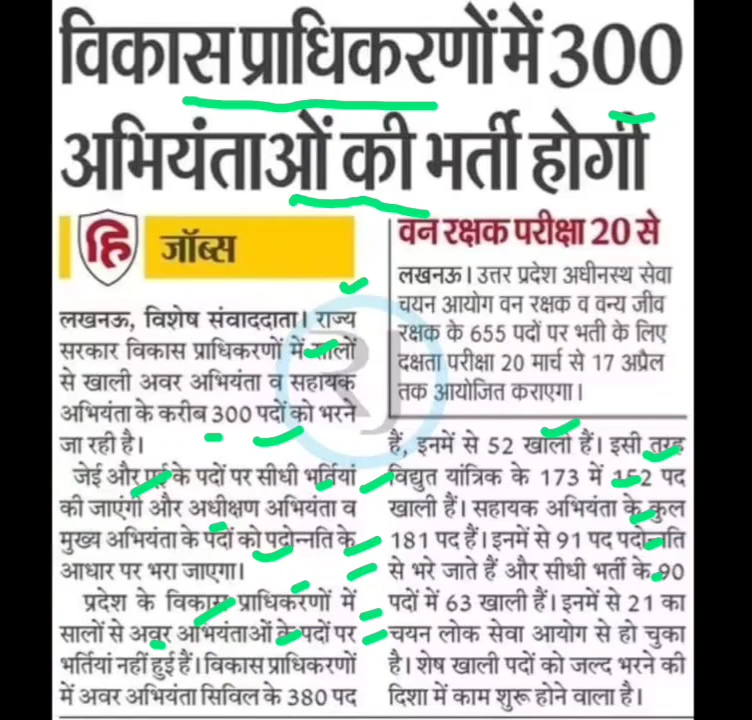 विकास प्राधिकरणों में 300
अभियंताओं की भर्ती होगी
हि जॉब्स
लखनऊ, विशेष संवाददाता। राज्य
सरकार विकास प्राधिकरणों में सालों
से खाली अवर अभियंता व सहायक
अभियंता के करीब 300 पदों को भरने
जा रही है।
जेई और एई के पदों पर सीधी भर्तियां
की जाएंगी और अधीक्षण अभियंता व
मुख्य अभियंता के पदों को पदोन्नति के
आधार पर भरा जाएगा।
प्रदेश के विकास प्राधिकरणों में
सालों से अवर अभियंताओं के पदों पर
भर्तियां नहीं हुई हैं। विकास प्राधिकरणों
में अवर अभियंता सिविल के 380 पद
वन रक्षक परीक्षा 20 से
लखनऊ। उत्तर प्रदेश अधीनस्थ सेवा
चयन आयोग वन रक्षक व वन्य जीव
रक्षक के 655 पदों पर भर्ती के लिए
दक्षता परीक्षा 20 मार्च से 17 अप्रैल
तक आयोजित कराएगा।
हैं, इनमें से 52 खाली हैं। इसी तरह
विद्युत यांत्रिक के 173 में 152 पद
खाली हैं। सहायक अभियंता के कुल
181 पद हैं। इनमें से 91 पद पदोन्नति
से भरे जाते हैं और सीधी भर्ती के 90
पदों में 63 खाली हैं। इनमें से 21 का
चयन लोक सेवा आयोग से हो चुका
है। शेष खाली पदों को जल्द भरने की
दिशा में काम शुरू होने वाला है।
RJ